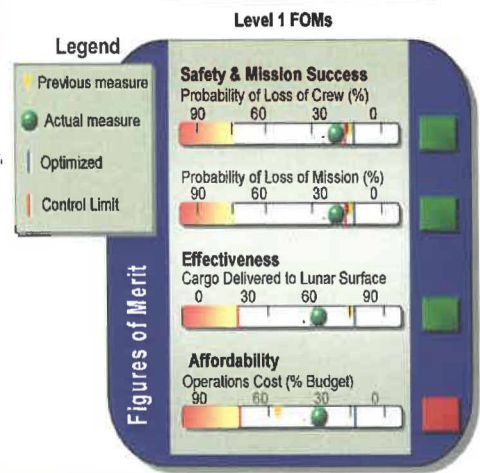 Level 1 FOMs
Legend
Previous measure
Actual measure
Optimized
Control Limit
Figures of Merit
Safety & Mission Success
Probability of Loss of Crew (%)
90 60 30 0
Probability of Loss of Mission (%)
90 60 30 0
Effectiveness
Cargo Delivered to Lunar Surface
0 30 60 90
Affordability
Operations Cost (% Budget)
90 60 30 0